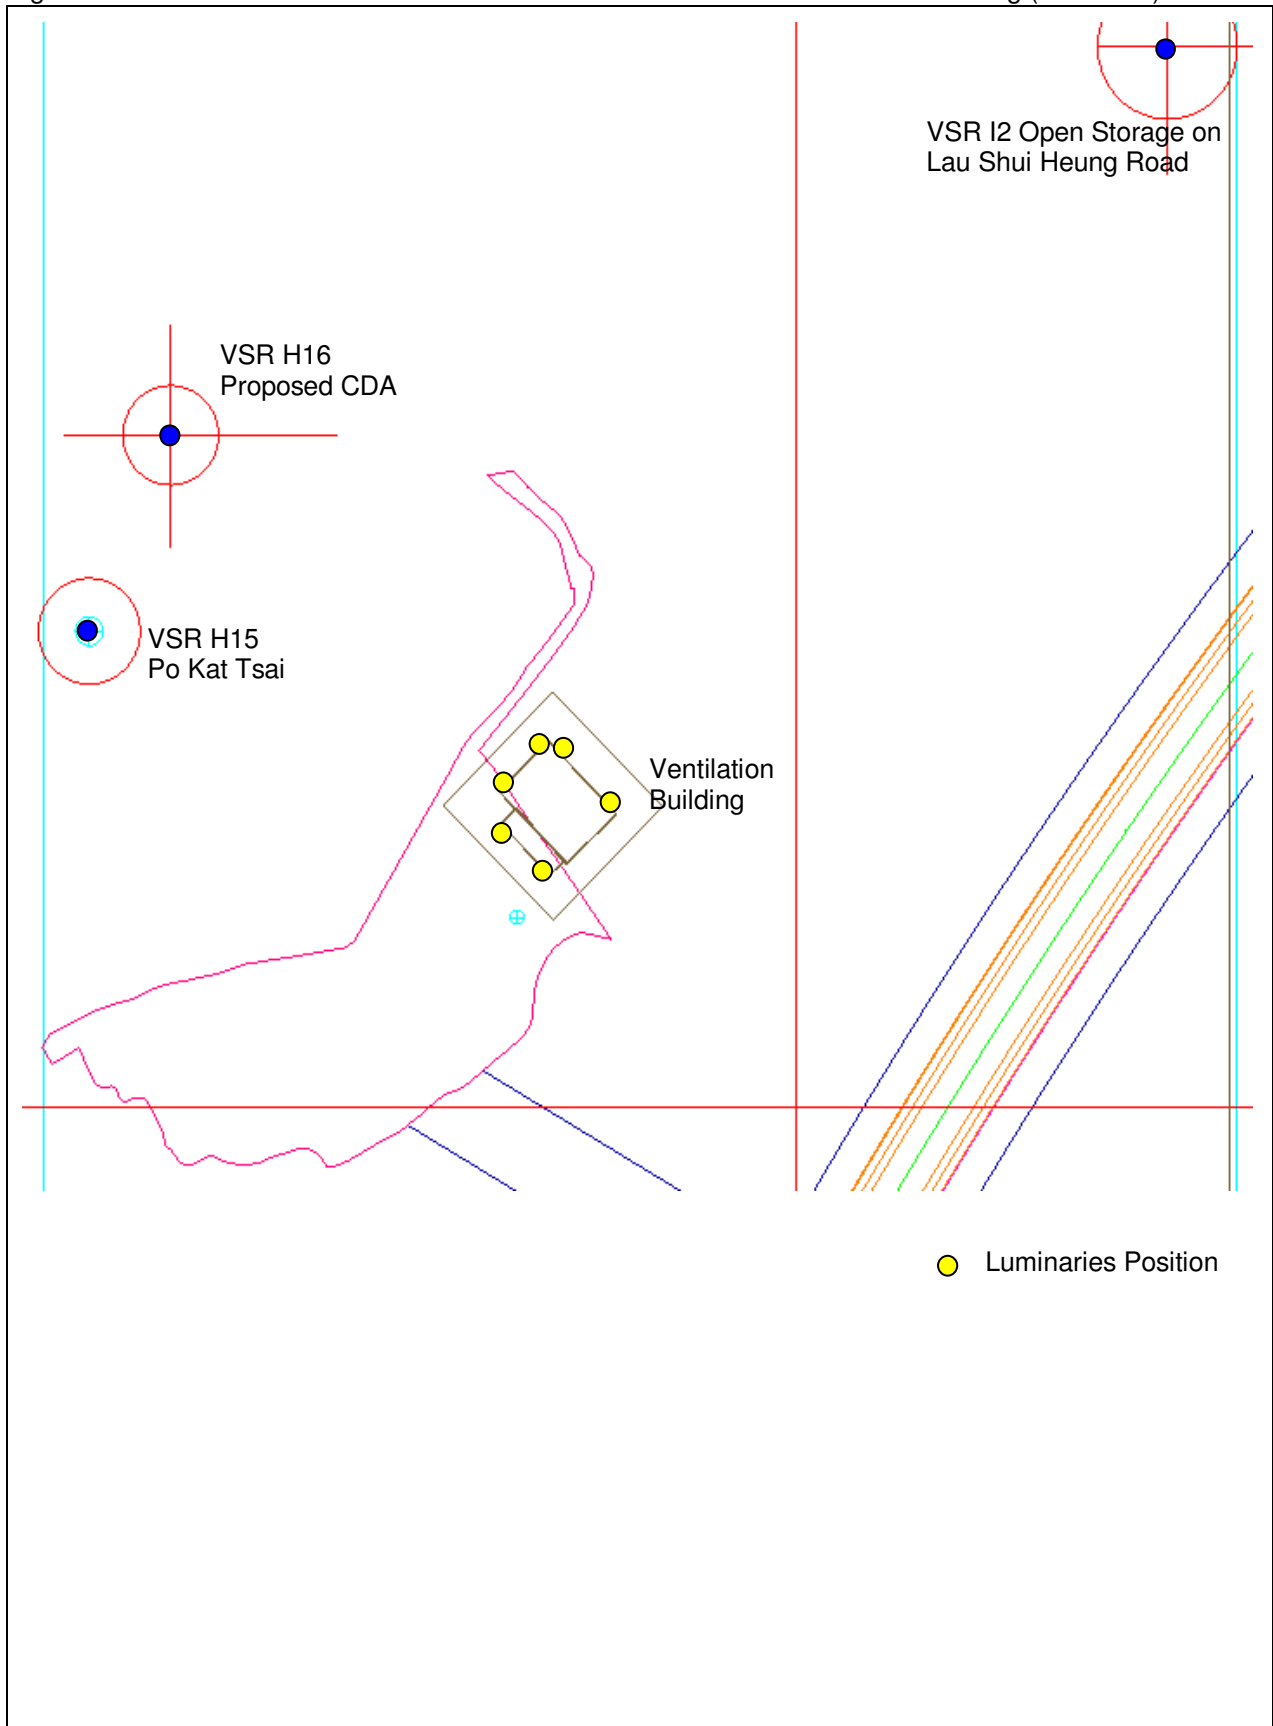 VSR I2 Open Storage on
Lau Shui Heung Road
VSR H16
Proposed CDA
VSR H15
Po Kat Tsai
Ventilation
Building
Luminaries Position